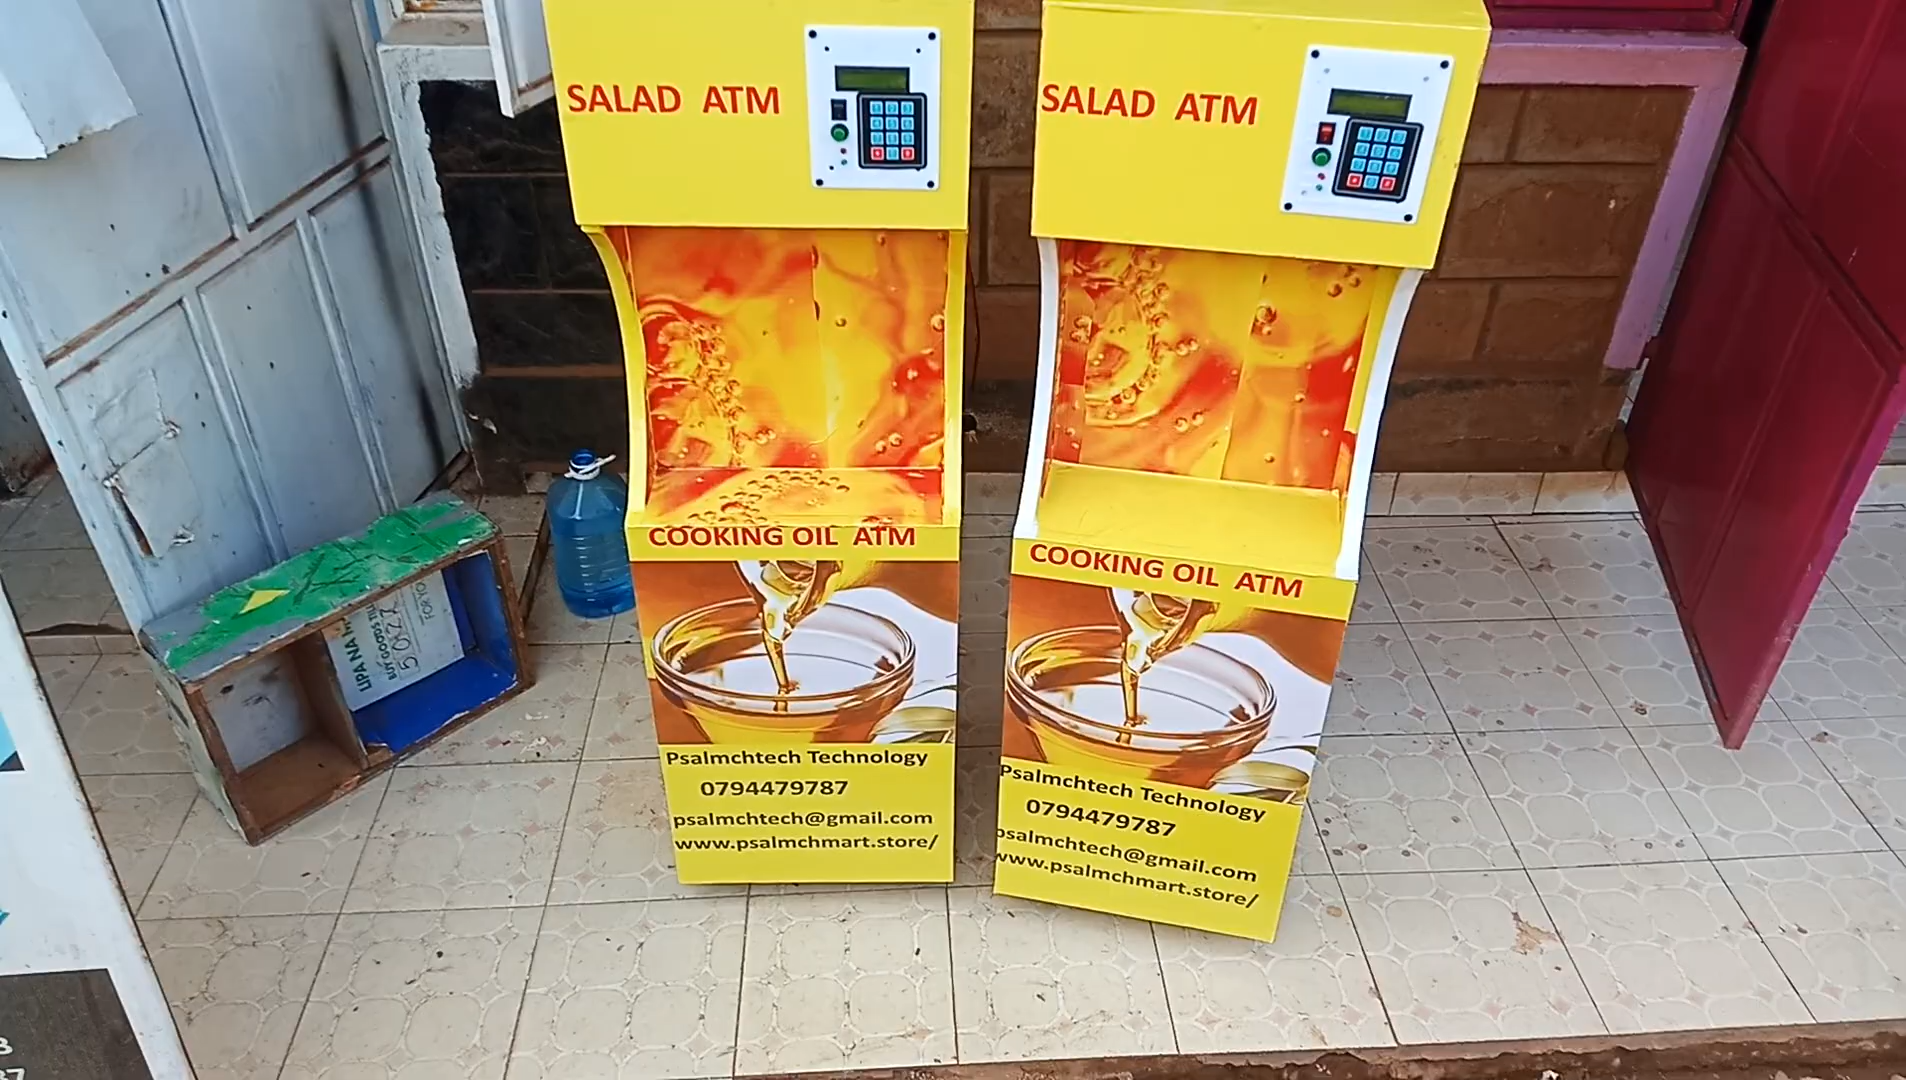 SALAD ATM
COOKING OIL ATM
Psalmchtech Technology
0794479787
psalmchtech@gmail.com
www.psalmchmart.store/
SALAD ATM
COOKING OIL ATM
Psalmchtech Technology
0794479787
psalmchtech@gmail.com
www.psalmchmart.store/
LIPA NA
BUY GOODS TILL